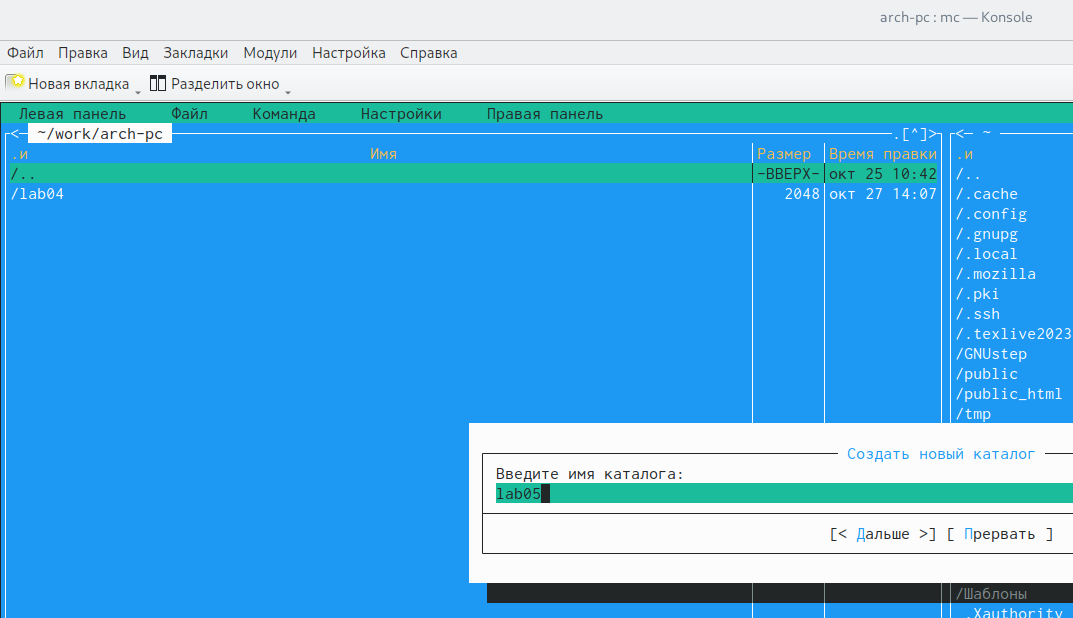 arch-pc : mc — Konsole
Файл Правка Вид Закладки Модули Настройка Справка
Новая вкладка Разделить окно
Левая панель Файл Команда Настройки Правая панель
<─ ~/work/arch-pc .[^]> <─ ~
.и Имя Размер Время правки .и
/.. -ВВЕРХ- окт 25 10:42 /..
/lab04 2048 окт 27 14:07 /.cache
/.config
/.gnupg
/.local
/.mozilla
/.pki
/.ssh
/.texlive2023
/GNUstep
/public
/public_html
/tmp
Создать новый каталог
Введите имя каталога:
lab05
[< Дальше >] [ Прервать ]
/Шаблоны
.Xauthority